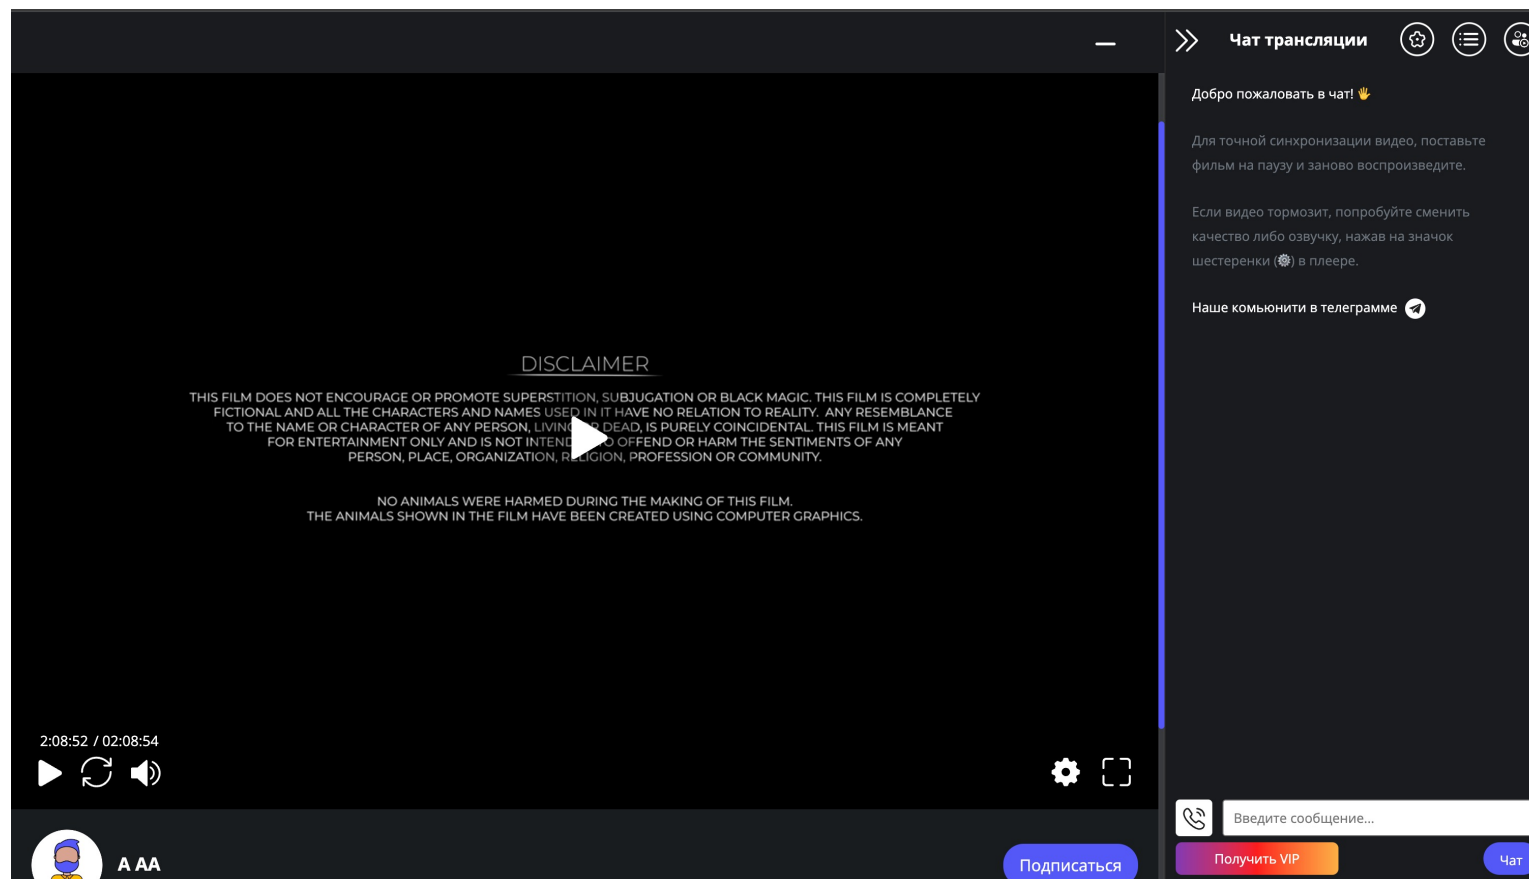 Чат трансляции
Добро пожаловать в чат! 🖐
Для точной синхронизации видео, поставьте
фильм на паузу и заново воспроизведите.
Если видео тормозит, попробуйте сменить
качество либо озвучку, нажав на значок
шестеренки (⚙) в плеере.
Наше комьюнити в телеграмме
DISCLAIMER
THIS FILM DOES NOT ENCOURAGE OR PROMOTE SUPERSTITION, SUBJUGATION OR BLACK MAGIC. THIS FILM IS COMPLETELY
FICTIONAL AND ALL THE CHARACTERS AND NAMES USED IN IT HAVE NO RELATION TO REALITY. ANY RESEMBLANCE
TO THE NAME OR CHARACTER OF ANY PERSON, LIVING OR DEAD, IS PURELY COINCIDENTAL. THIS FILM IS MEANT
FOR ENTERTAINMENT ONLY AND IS NOT INTENDED TO OFFEND OR HARM THE SENTIMENTS OF ANY
PERSON, PLACE, ORGANIZATION, RELIGION, PROFESSION OR COMMUNITY.
NO ANIMALS WERE HARMED DURING THE MAKING OF THIS FILM.
THE ANIMALS SHOWN IN THE FILM HAVE BEEN CREATED USING COMPUTER GRAPHICS.
2:08:52 / 02:08:54
A AA
Подписаться
Введите сообщение...
Получить VIP
Чат